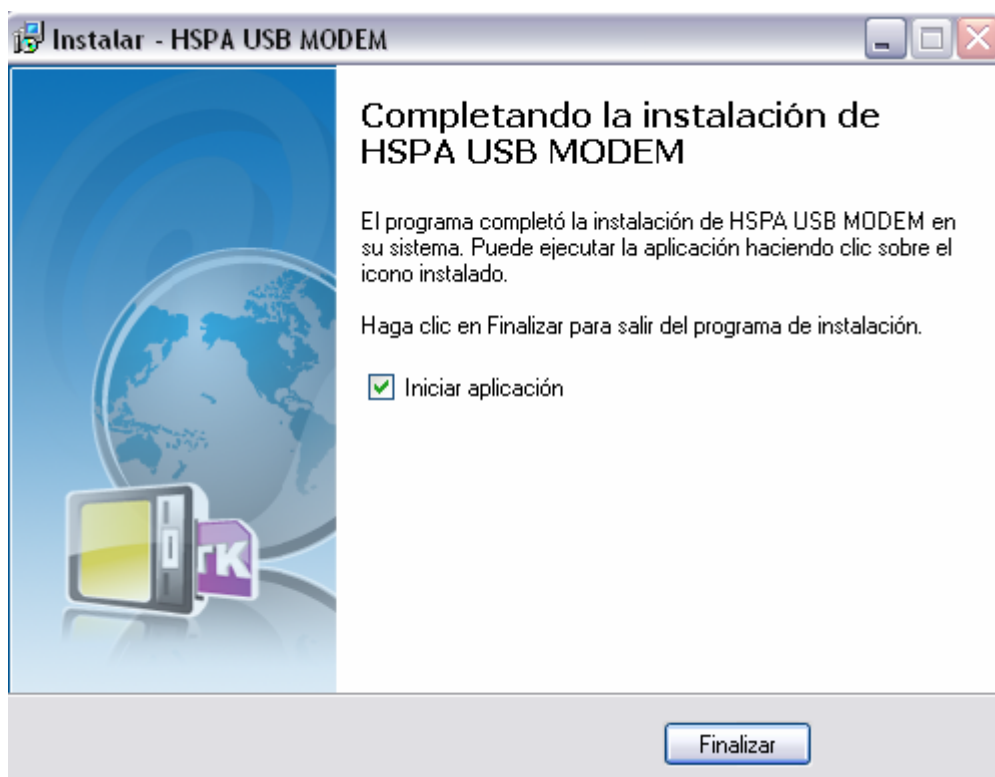 Instalar - HSPA USB MODEM
Completando la instalación de
HSPA USB MODEM
El programa completó la instalación de HSPA USB MODEM en
su sistema. Puede ejecutar la aplicación haciendo clic sobre el
icono instalado.
Haga clic en Finalizar para salir del programa de instalación.
Iniciar aplicación
тк
Finalizar